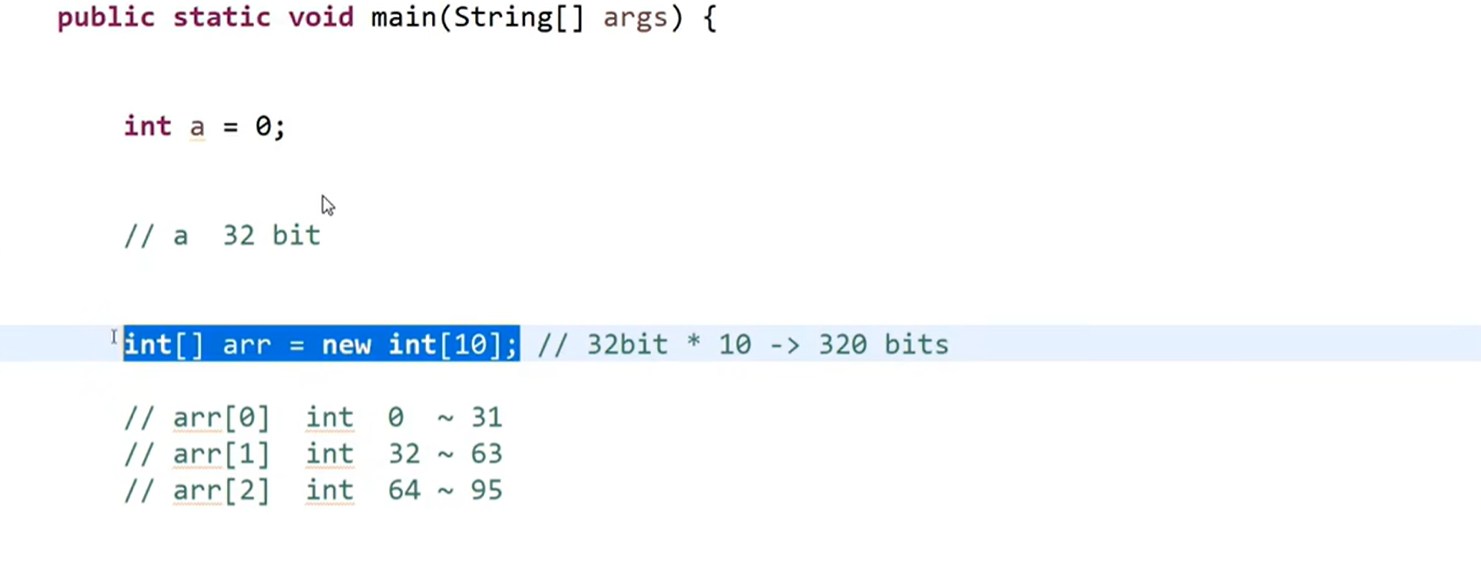 public static void main(String[] args) {
int a = 0;
// a  32 bit
int[] arr = new int[10]; // 32bit * 10 -> 320 bits
// arr[0]  int  0  ~ 31
// arr[1]  int  32 ~ 63
// arr[2]  int  64 ~ 95